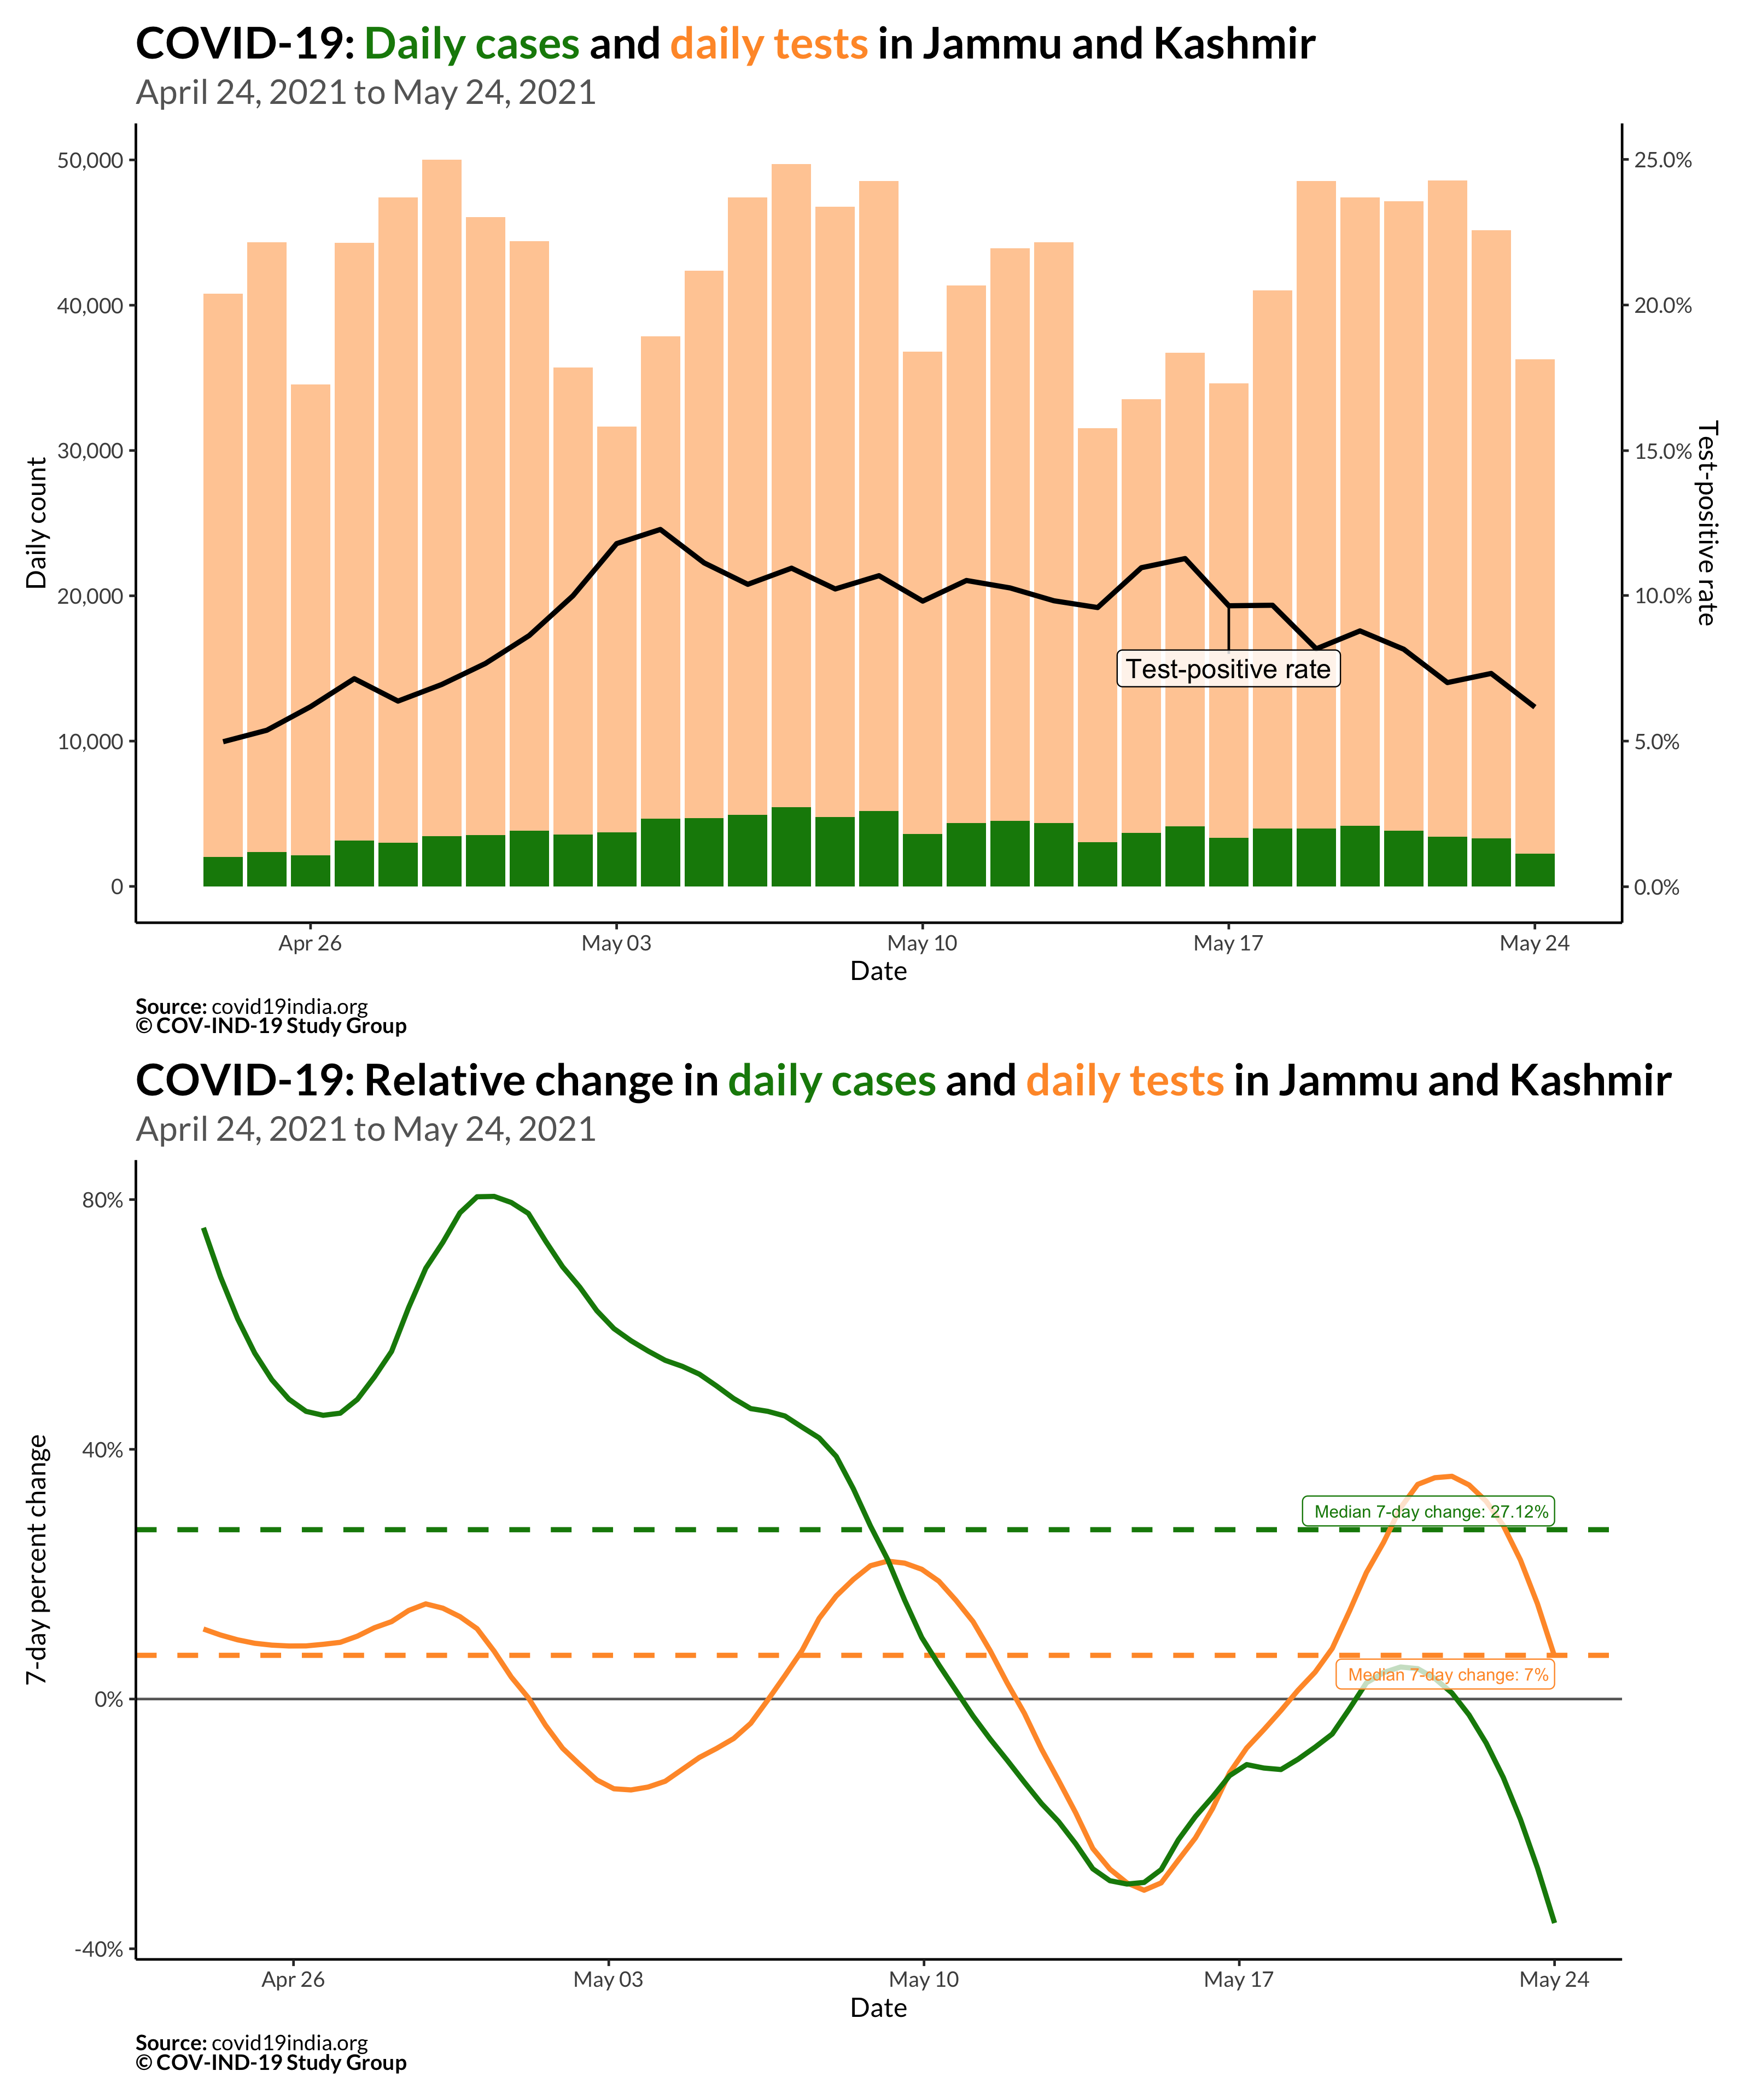 COVID-19: Daily cases and daily tests in Jammu and Kashmir
April 24, 2021 to May 24, 2021
50,000
40,000
30,000
20,000
10,000
0
Daily count
25.0%
20.0%
15.0%
10.0%
5.0%
0.0%
Test-positive rate
Test-positive rate
Apr 26
May 03
May 10
May 17
May 24
Date
Source: covid19india.org
© COV-IND-19 Study Group
COVID-19: Relative change in daily cases and daily tests in Jammu and Kashmir
April 24, 2021 to May 24, 2021
80%
40%
0%
-40%
7-day percent change
Median 7-day change: 27.12%
Median 7-day change: 7%
Apr 26
May 03
May 10
May 17
May 24
Date
Source: covid19india.org
© COV-IND-19 Study Group